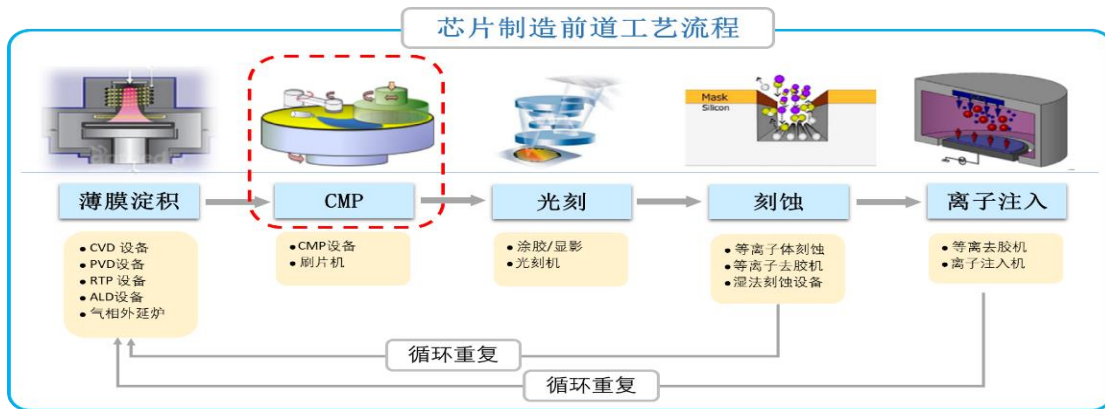 芯片制造前道工艺流程
Mask
Silicon
薄膜淀积
CMP
光刻
刻蚀
离子注入
● CVD 设备
● PVD设备
● RTP 设备
● ALD设备
● 气相外延炉
● CMP设备
● 刷片机
● 涂胶/显影
● 光刻机
● 等离子体刻蚀
● 等离子去胶机
● 湿法刻蚀设备
● 等离去胶机
● 离子注入机
循环重复
循环重复